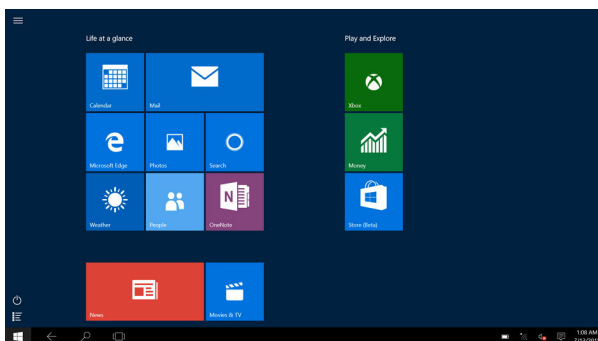 Life at a glance
Play and Explore
Calendar
Mail
Xbox
Microsoft Edge
Photos
Search
Money
Weather
People
OneNote
Store (Beta)
News
Movies & TV
1:08 AM